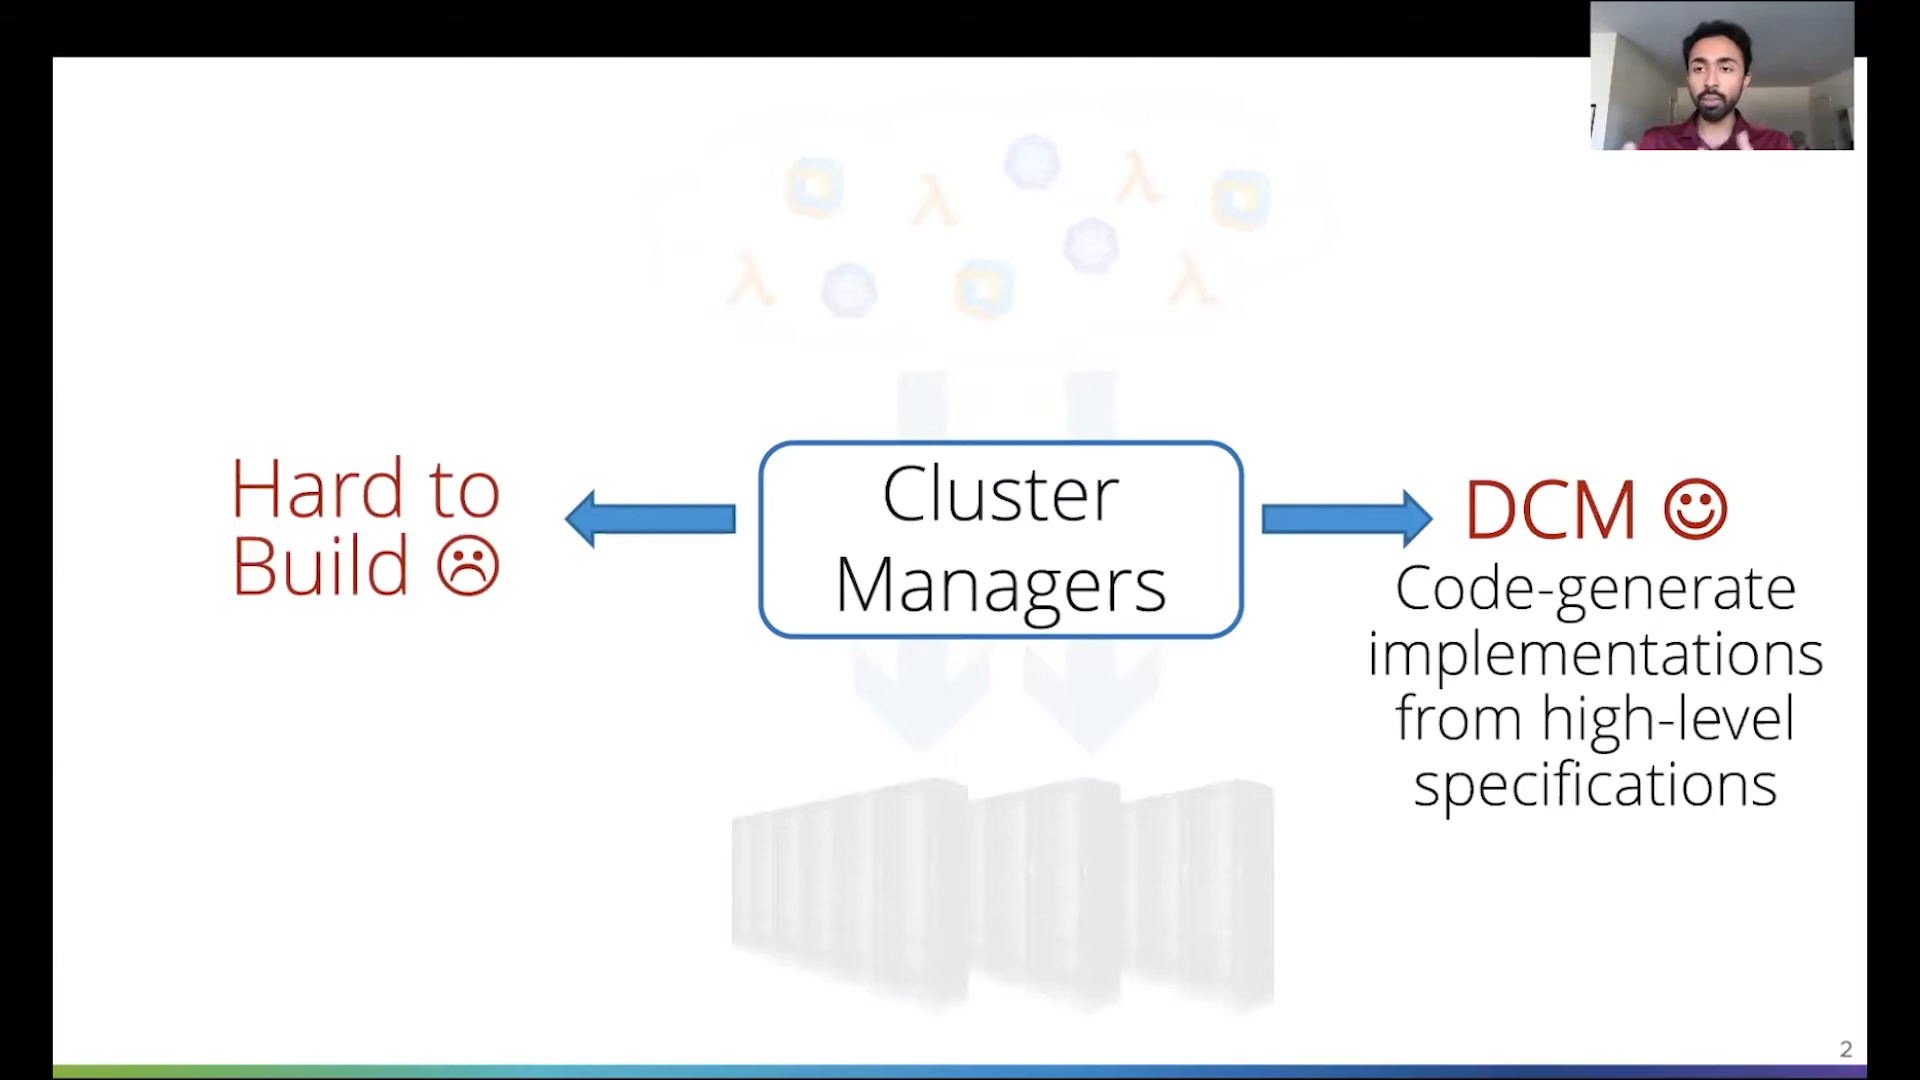 Hard to
Build ☹
Cluster
Managers
DCM ☺
Code-generate
implementations
from high-level
specifications
λ
λ
λ
λ
2